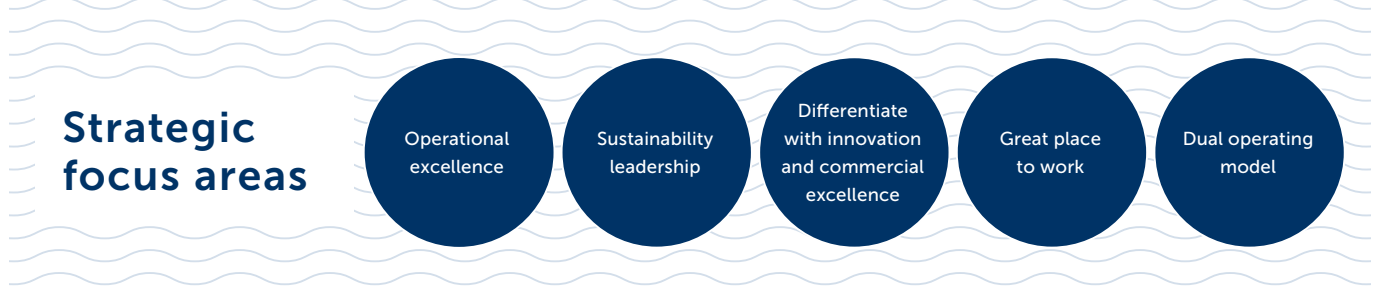 Strategic
focus areas
Operational
excellence
Sustainability
leadership
Differentiate
with innovation
and commercial
excellence
Great place
to work
Dual operating
model